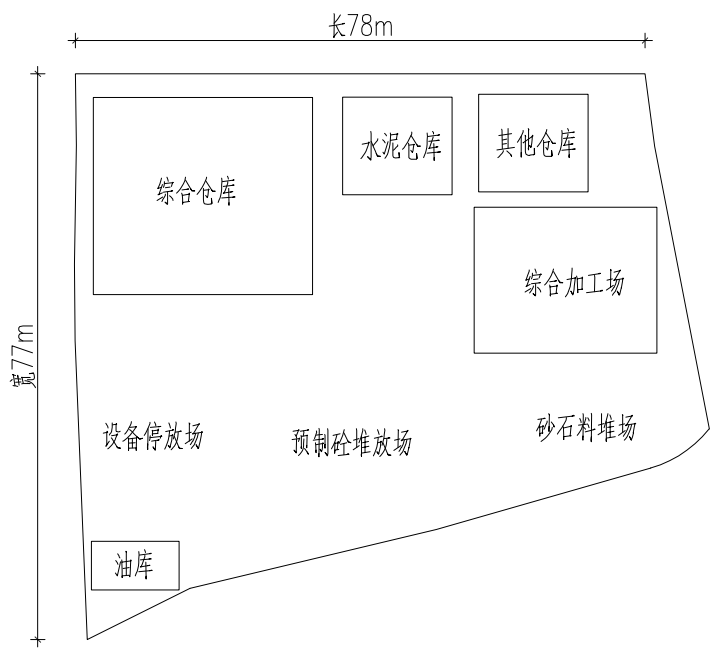 长78m
水泥仓库
其他仓库
综合仓库
综合加工场
宽77m
设备停放场
预制砼堆放场
砂石料堆场
油库